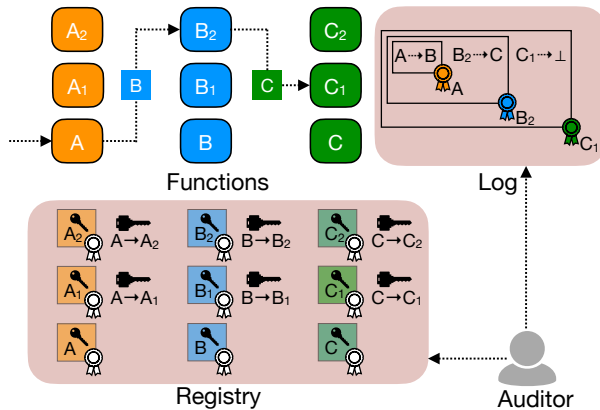 A₂ B₂ C₂
A⇢B B₂⇢C C₁⇢⊥
A₁ B B₁ C C₁
A
B₂
A B C
C₁
Functions
Log
A₂ A→A₂ B₂ B→B₂ C₂ C→C₂
A₁ A→A₁ B₁ B→B₁ C₁ C→C₁
A B C
Registry
Auditor